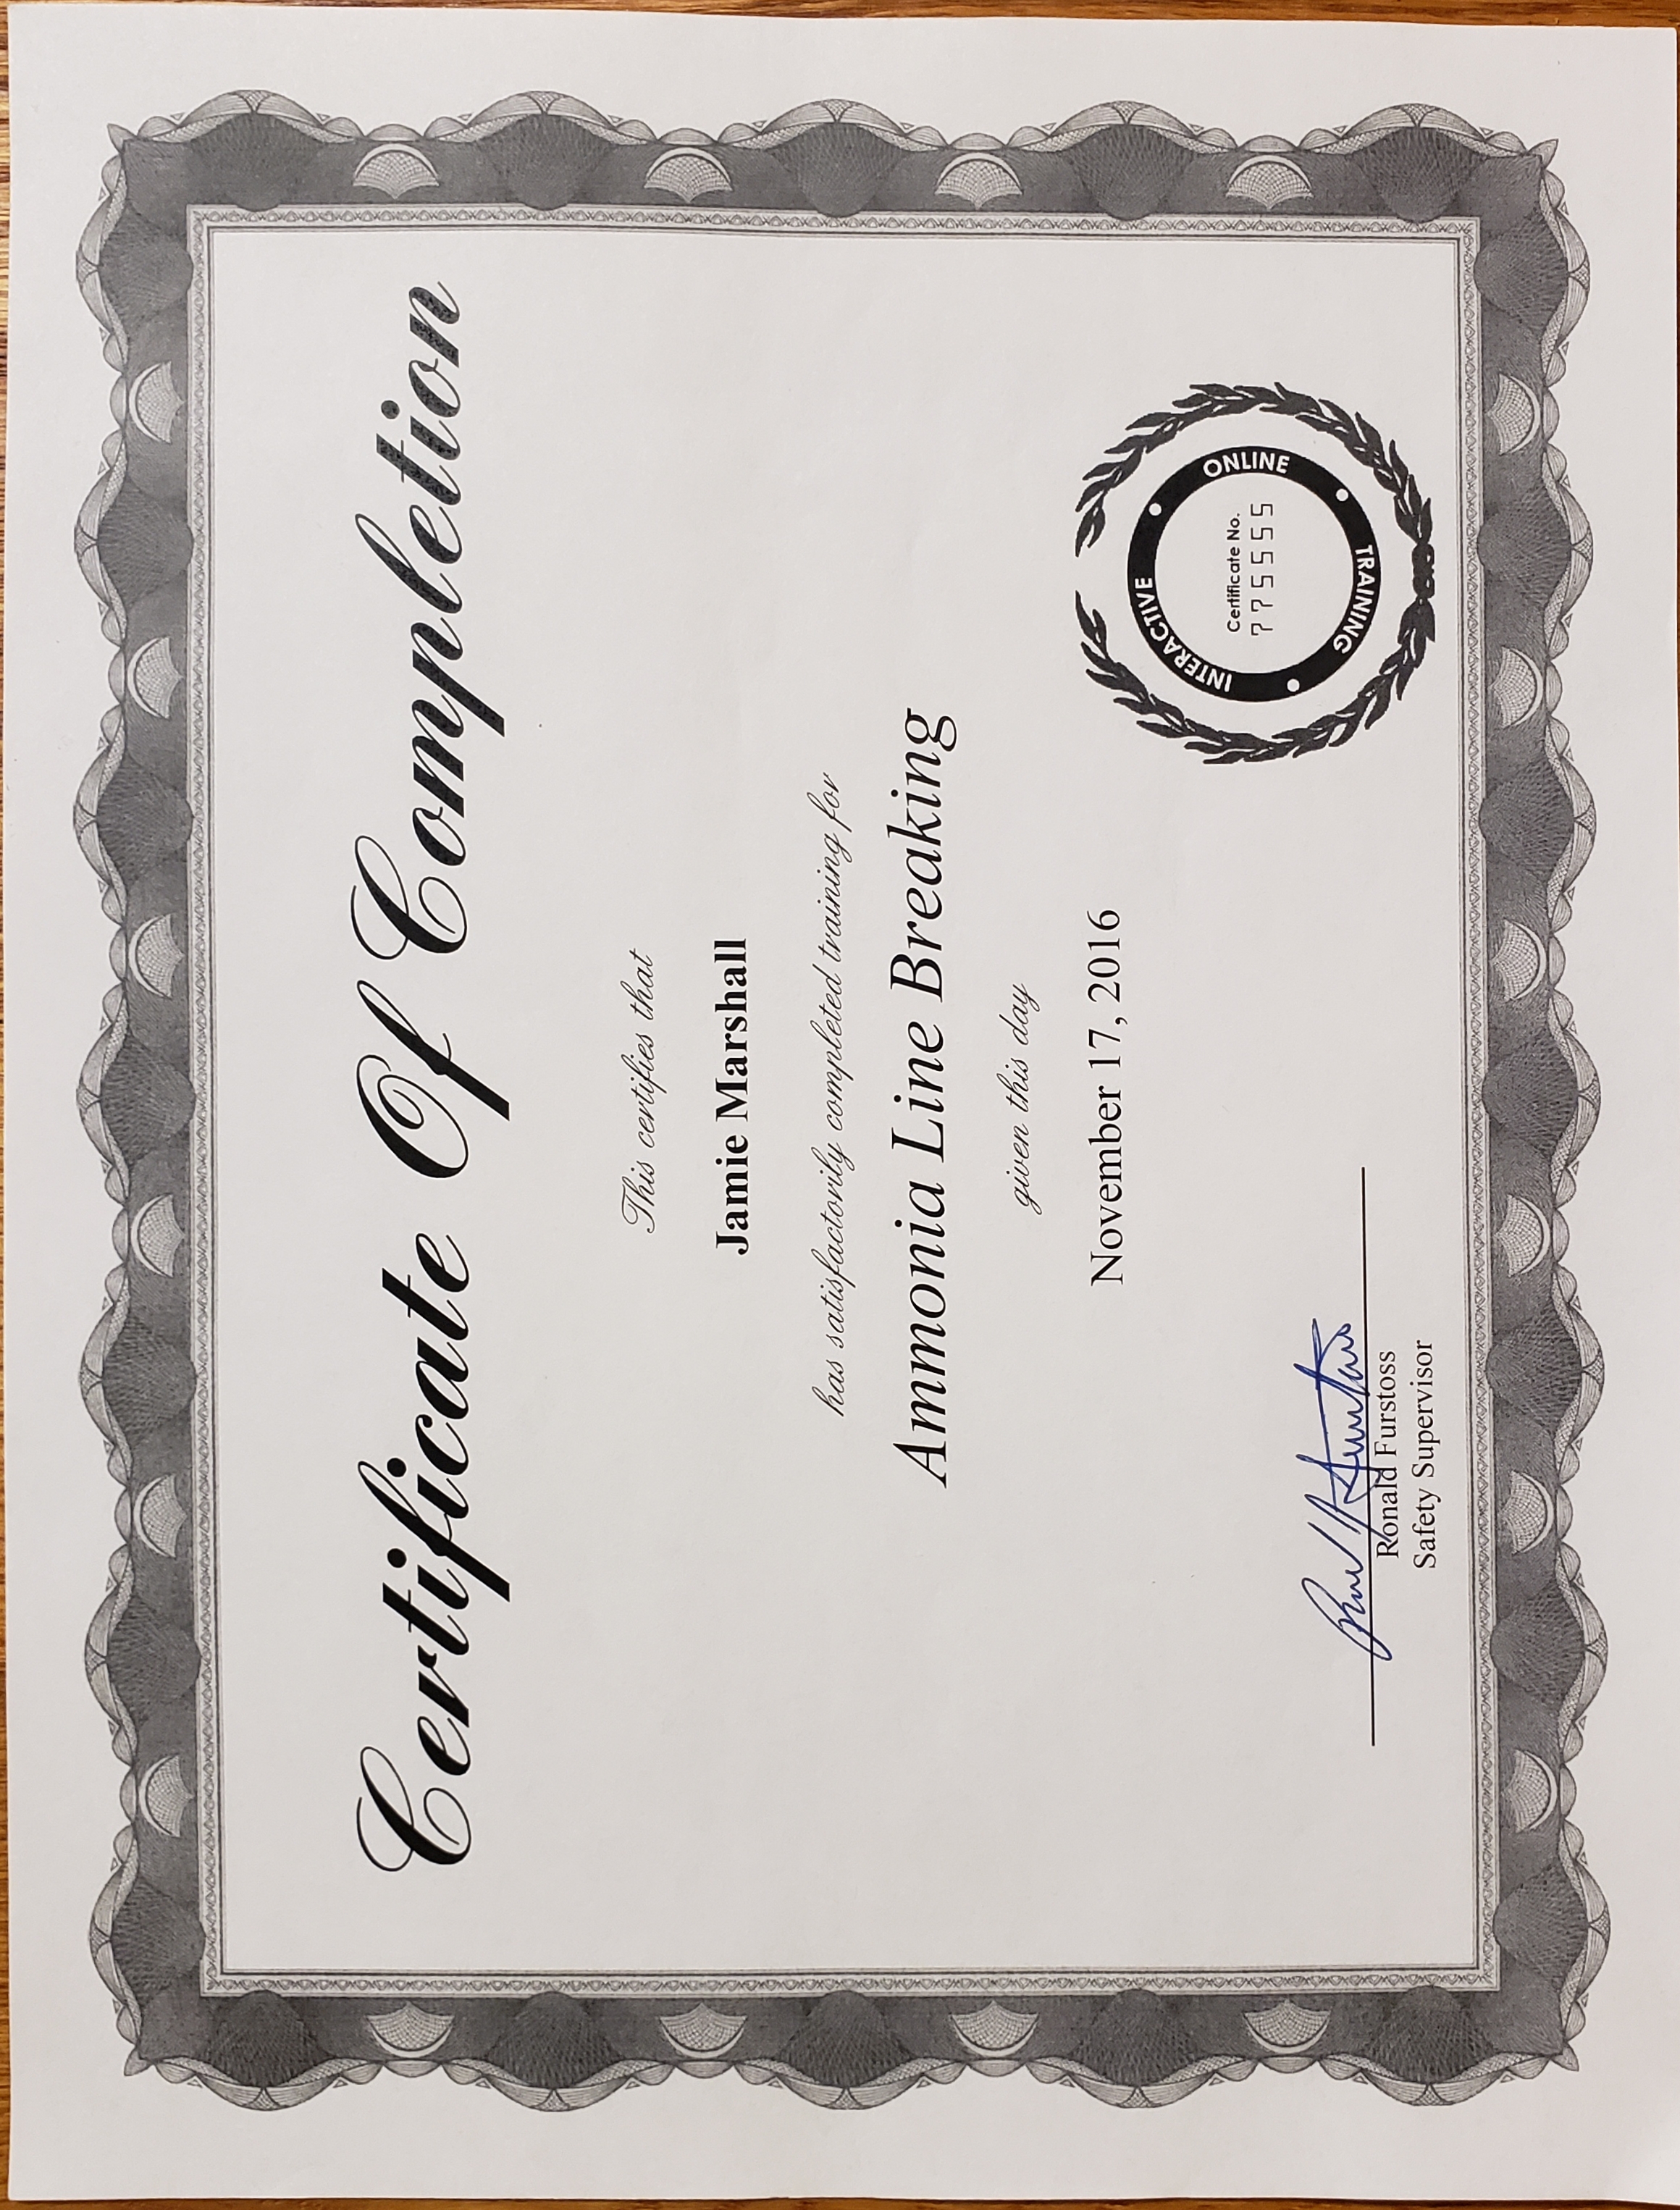 Certificate Of Completion
This certifies that
Jamie Marshall
has satisfactorily completed training for
Ammonia Line Breaking
given this day
November 17, 2016
INTERACTIVE
ONLINE
TRAINING
Certificate No.
775555
Ronald Furstoss
Safety Supervisor